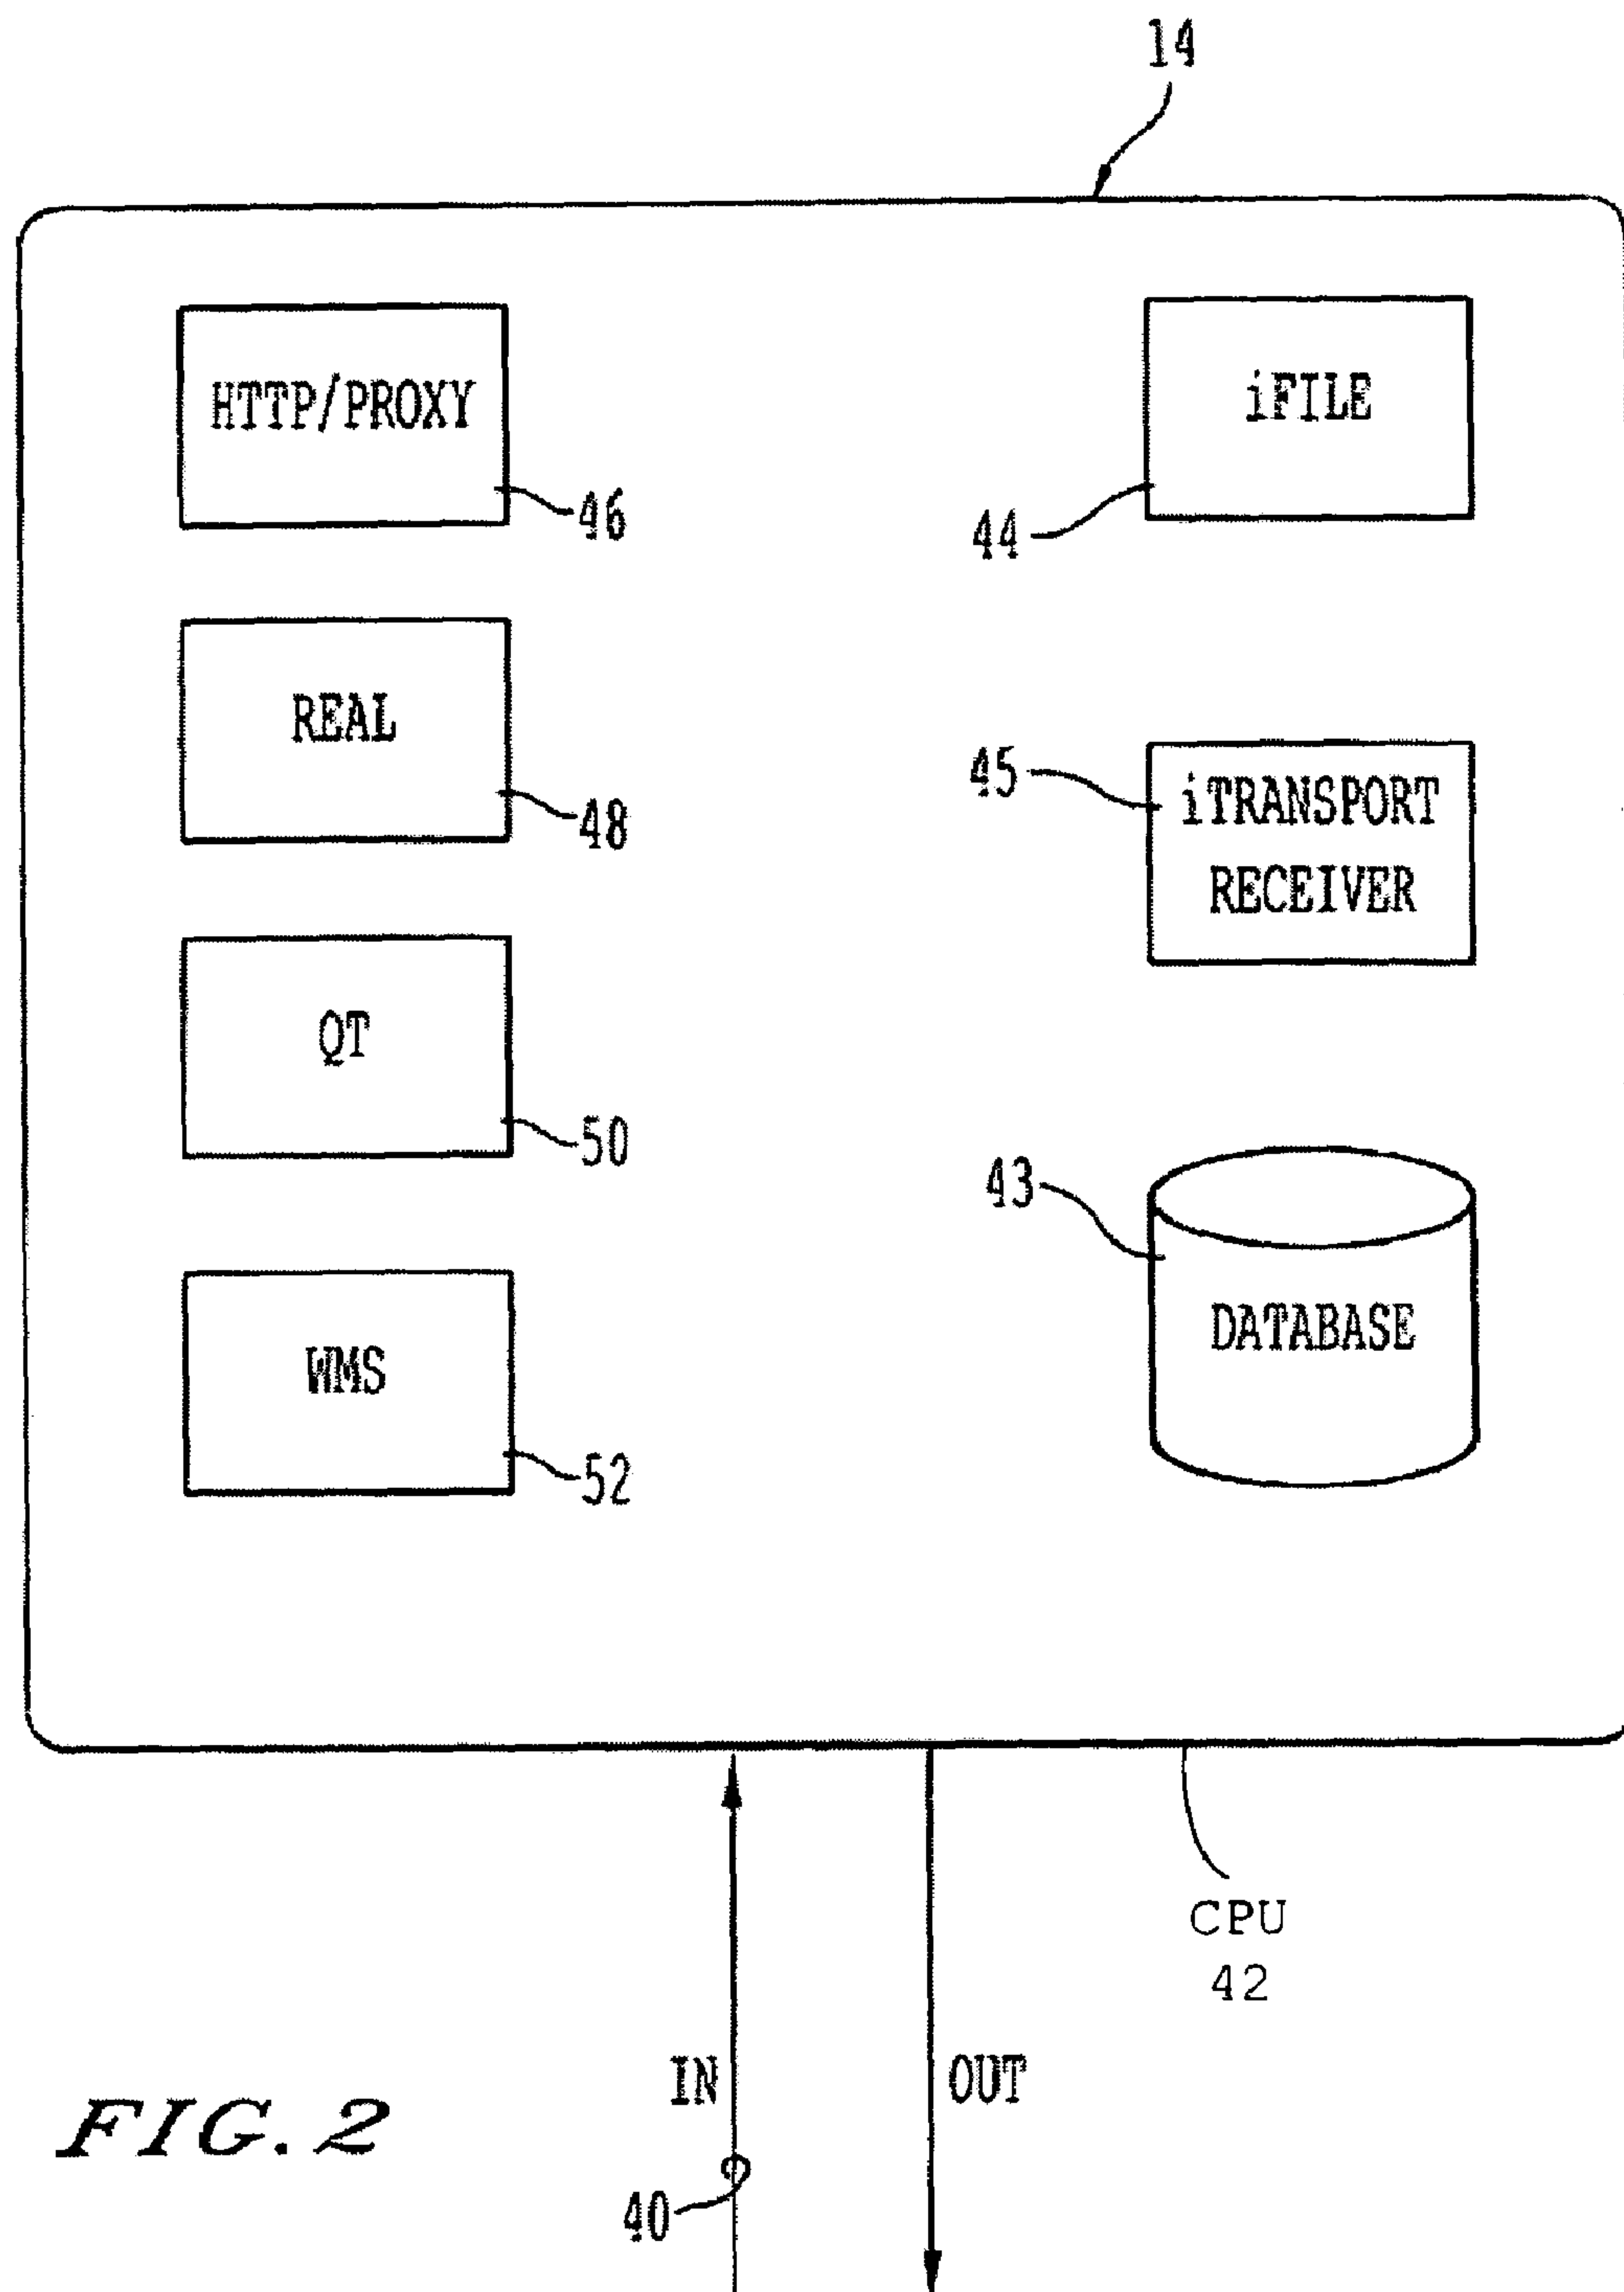 14
HTTP/PROXY
46
iFILE
44
REAL
48
45
iTRANSPORT
RECEIVER
QT
50
43
DATABASE
WMS
52
CPU
42
IN
OUT
40
FIG. 2